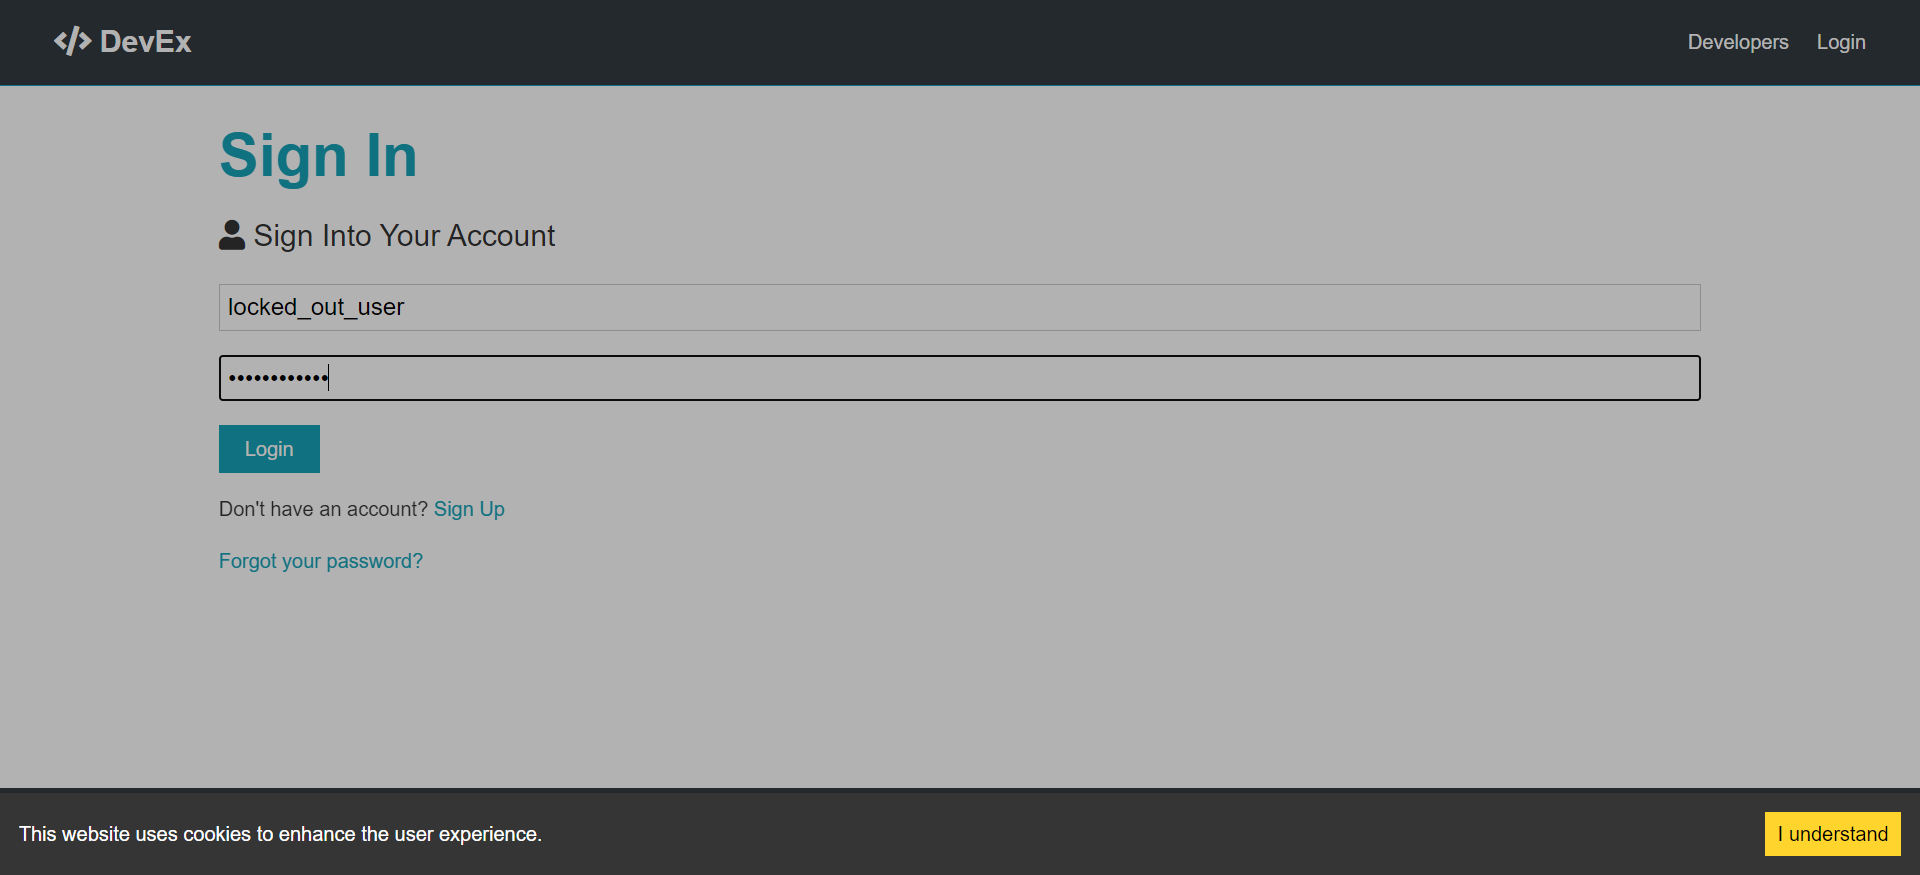 DevEx
Developers
Login
Sign In
Sign Into Your Account
locked_out_user
••••••••••••
Login
Don't have an account? Sign Up
Forgot your password?
This website uses cookies to enhance the user experience.
I understand